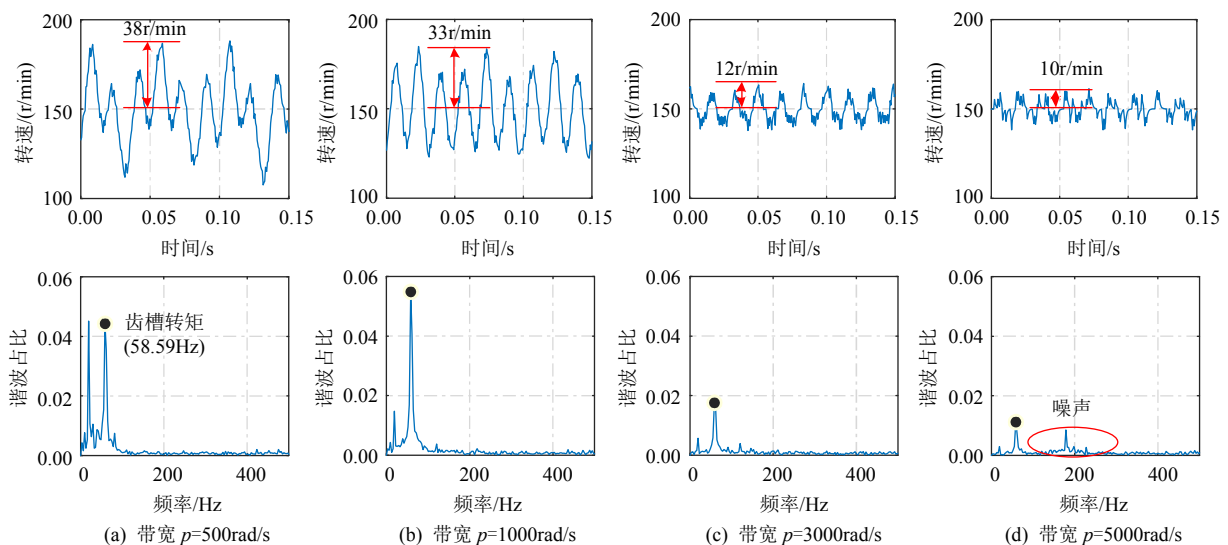 200
150
100
转速/(r/min)
38r/min
0.00 0.05 0.10 0.15
时间/s
200
150
100
转速/(r/min)
33r/min
0.00 0.05 0.10 0.15
时间/s
200
150
100
转速/(r/min)
12r/min
0.00 0.05 0.10 0.15
时间/s
200
150
100
转速/(r/min)
10r/min
0.00 0.05 0.10 0.15
时间/s
0.06
0.04
0.02
0.00
谐波占比
齿槽转矩
(58.59Hz)
0 200 400
频率/Hz
(a) 带宽 p=500rad/s
0.06
0.04
0.02
0.00
谐波占比
0 200 400
频率/Hz
(b) 带宽 p=1000rad/s
0.06
0.04
0.02
0.00
谐波占比
0 200 400
频率/Hz
(c) 带宽 p=3000rad/s
0.06
0.04
0.02
0.00
谐波占比
噪声
0 200 400
频率/Hz
(d) 带宽 p=5000rad/s